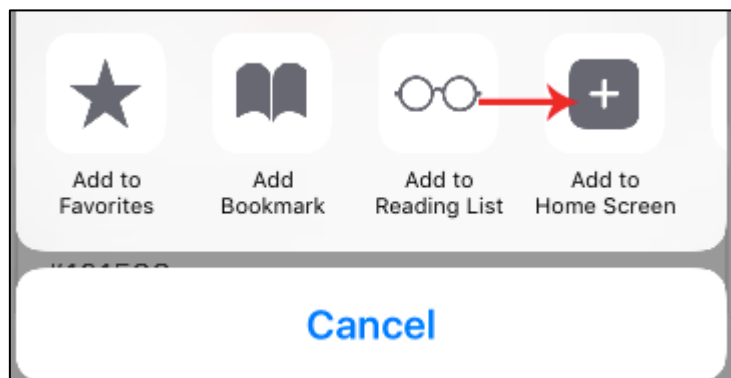 Add to
Favorites
Add
Bookmark
Add to
Reading List
Add to
Home Screen
Cancel